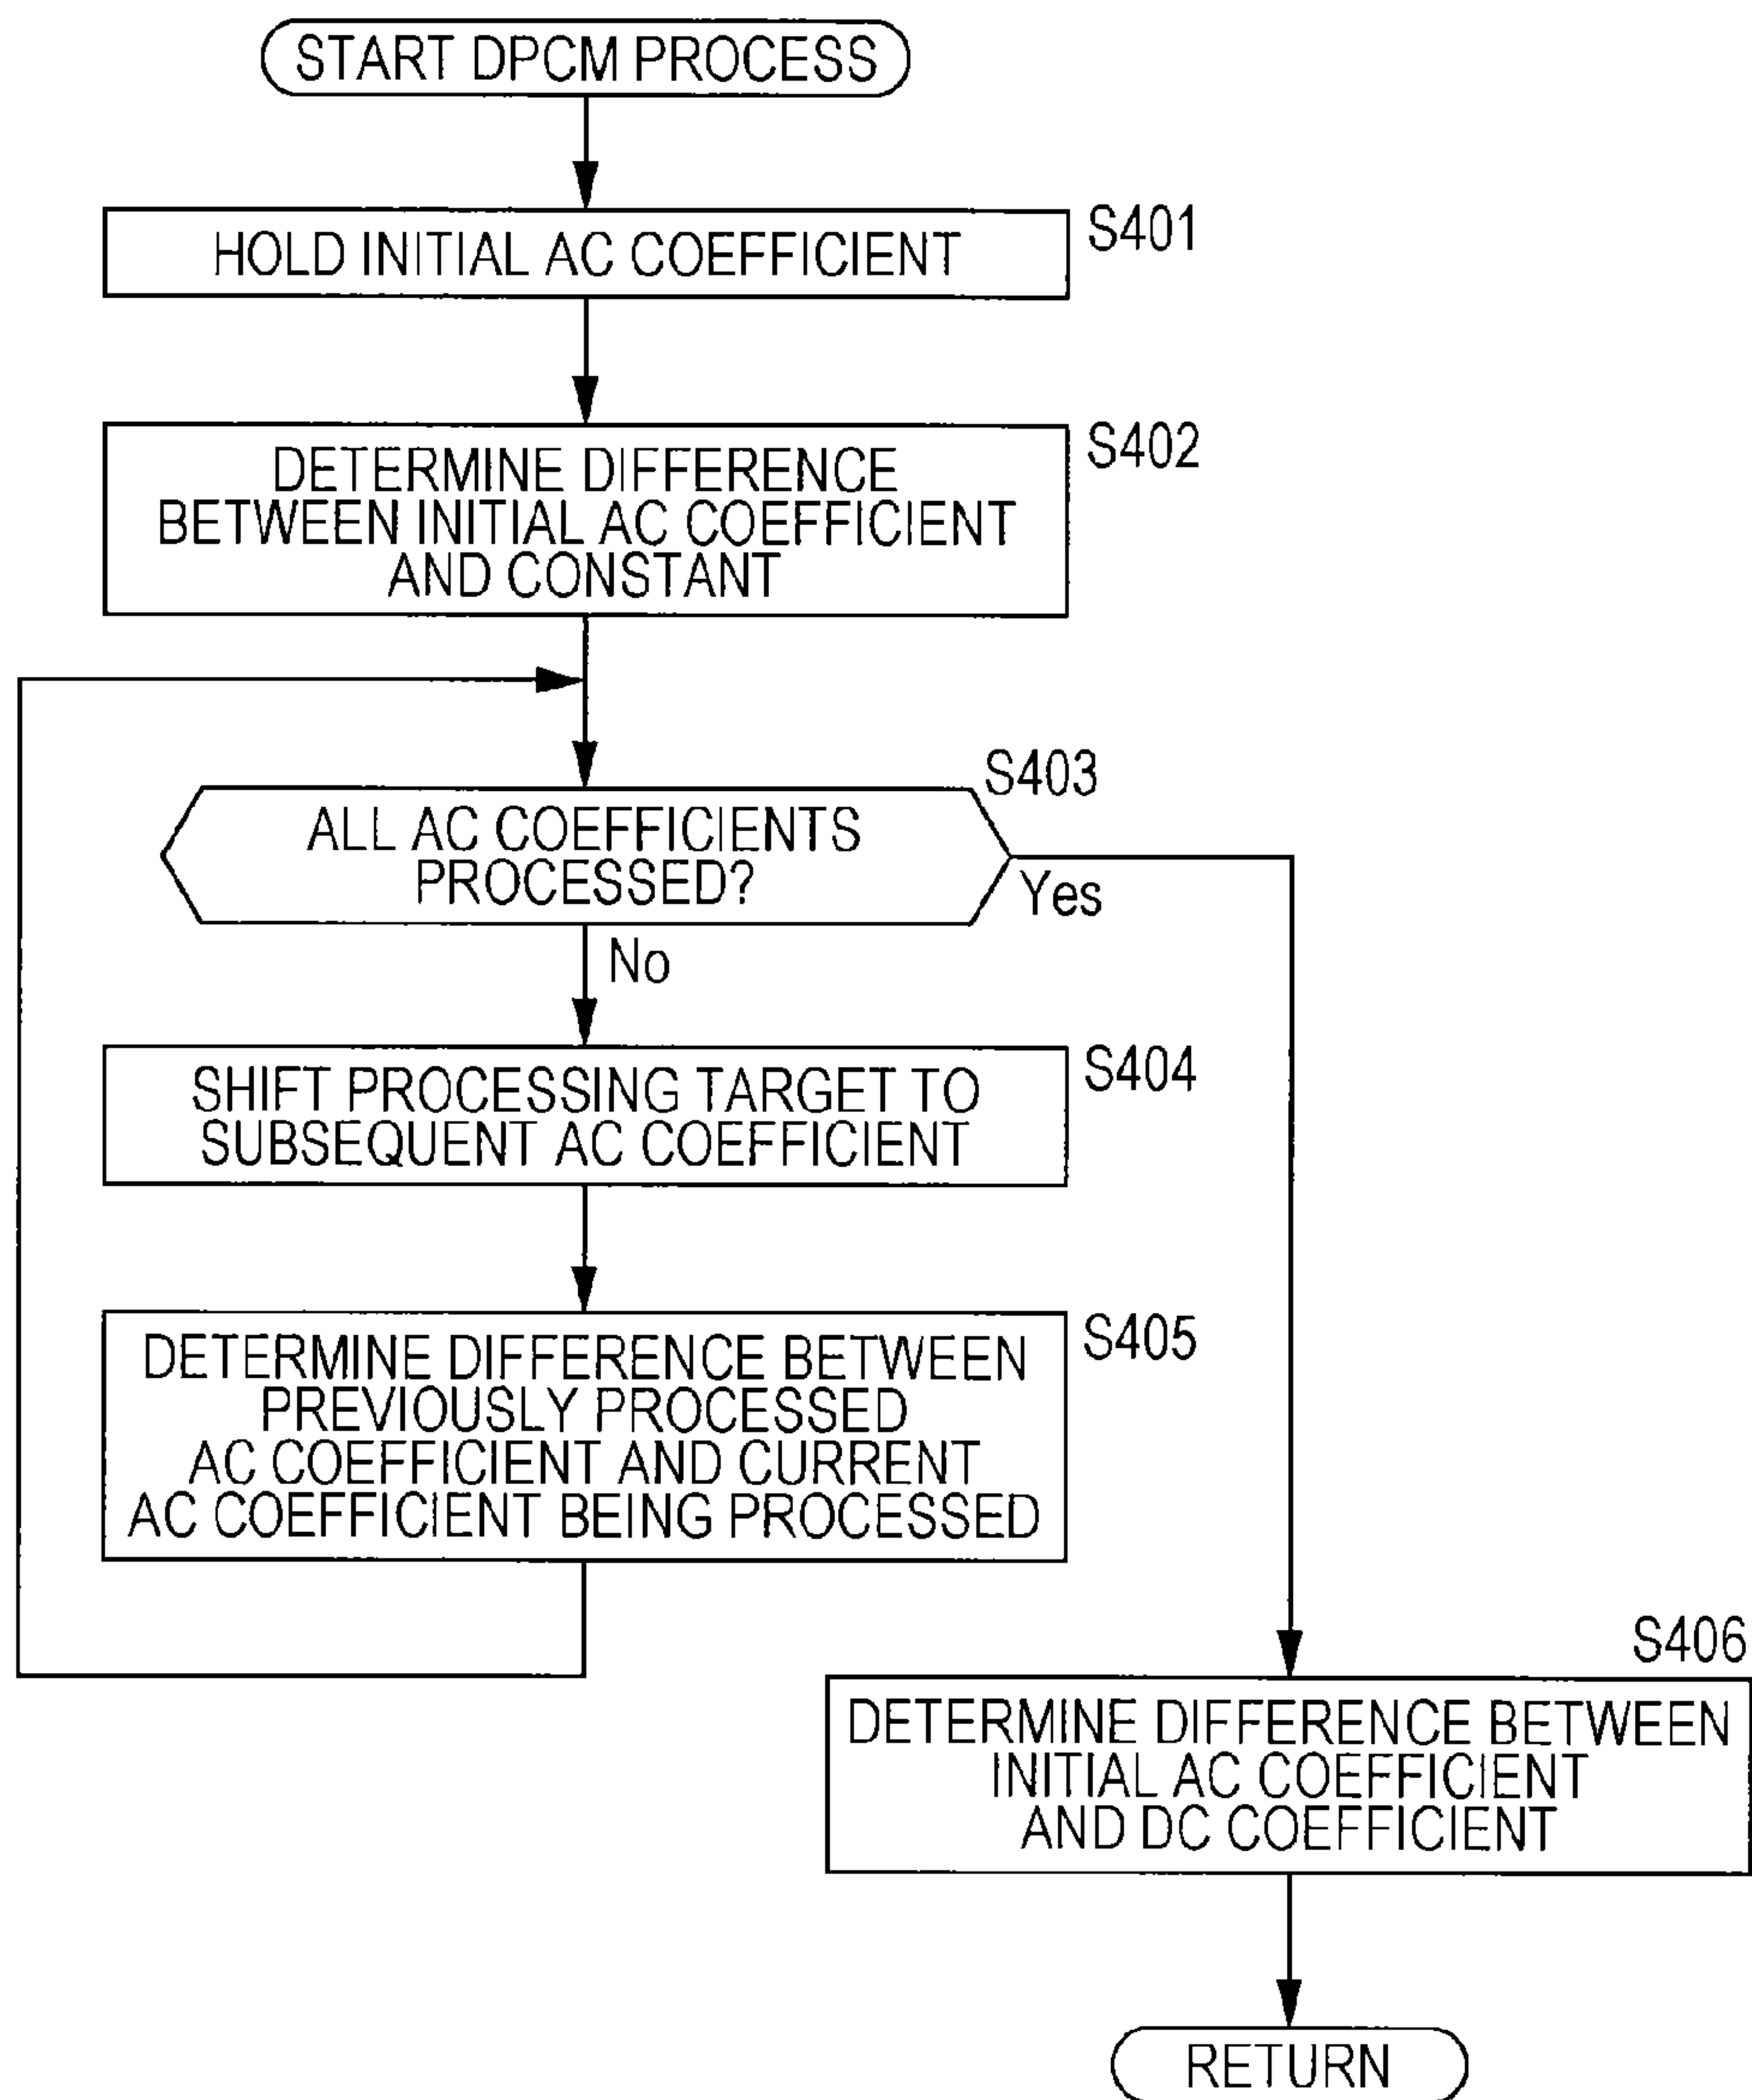 START DPCM PROCESS
HOLD INITIAL AC COEFFICIENT
S401
DETERMINE DIFFERENCE
BETWEEN INITIAL AC COEFFICIENT
AND CONSTANT
S402
S403
ALL AC COEFFICIENTS
PROCESSED?
Yes
No
SHIFT PROCESSING TARGET TO
SUBSEQUENT AC COEFFICIENT
S404
DETERMINE DIFFERENCE BETWEEN
PREVIOUSLY PROCESSED
AC COEFFICIENT AND CURRENT
AC COEFFICIENT BEING PROCESSED
S405
S406
DETERMINE DIFFERENCE BETWEEN
INITIAL AC COEFFICIENT
AND DC COEFFICIENT
RETURN